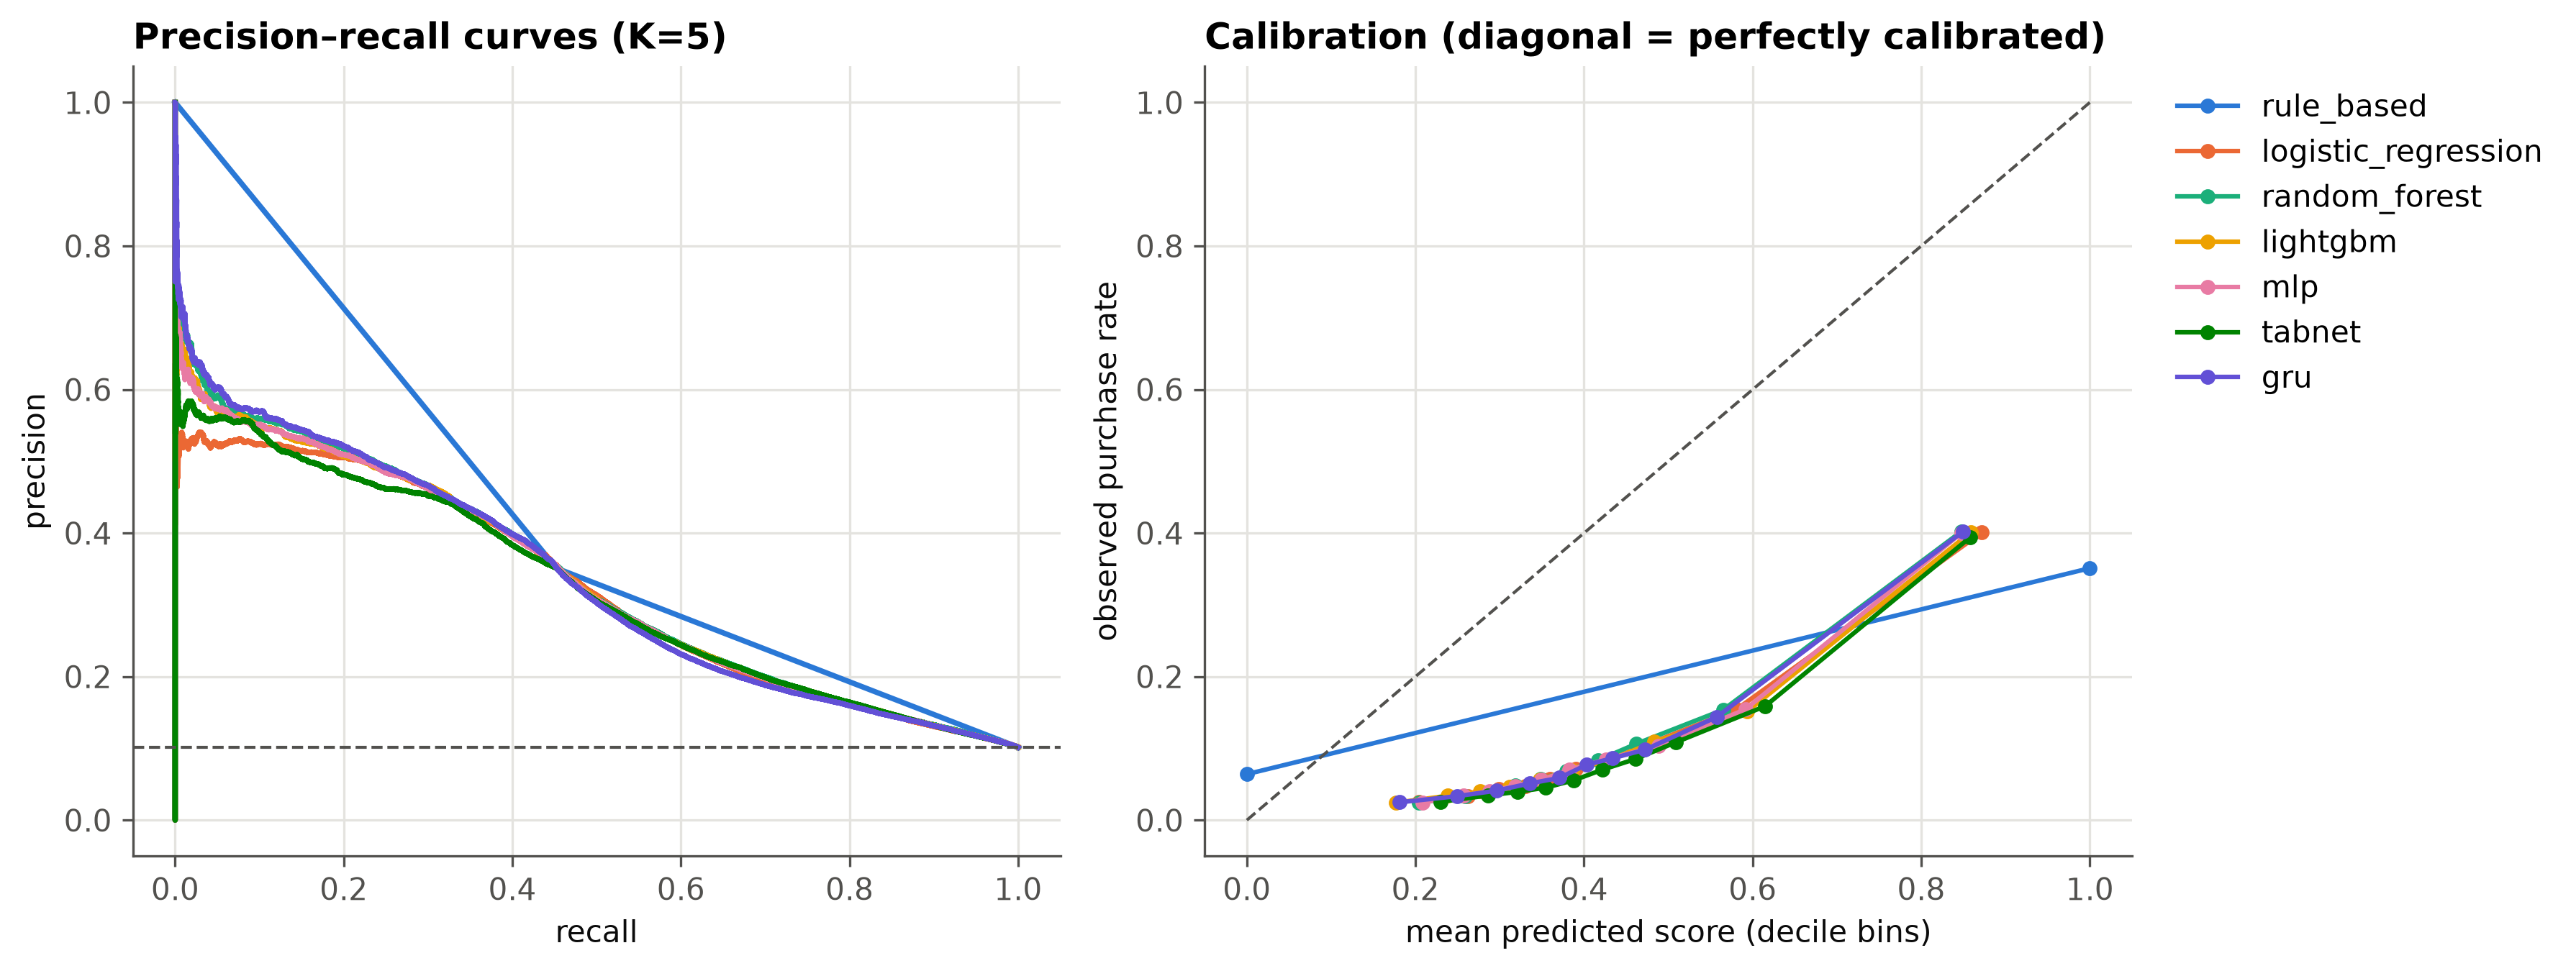 Precision–recall curves (K=5)
1.0
0.8
0.6
0.4
0.2
0.0
precision
0.0 0.2 0.4 0.6 0.8 1.0
recall
Calibration (diagonal = perfectly calibrated)
1.0
0.8
0.6
0.4
0.2
0.0
observed purchase rate
0.0 0.2 0.4 0.6 0.8 1.0
mean predicted score (decile bins)
rule_based
logistic_regression
random_forest
lightgbm
mlp
tabnet
gru